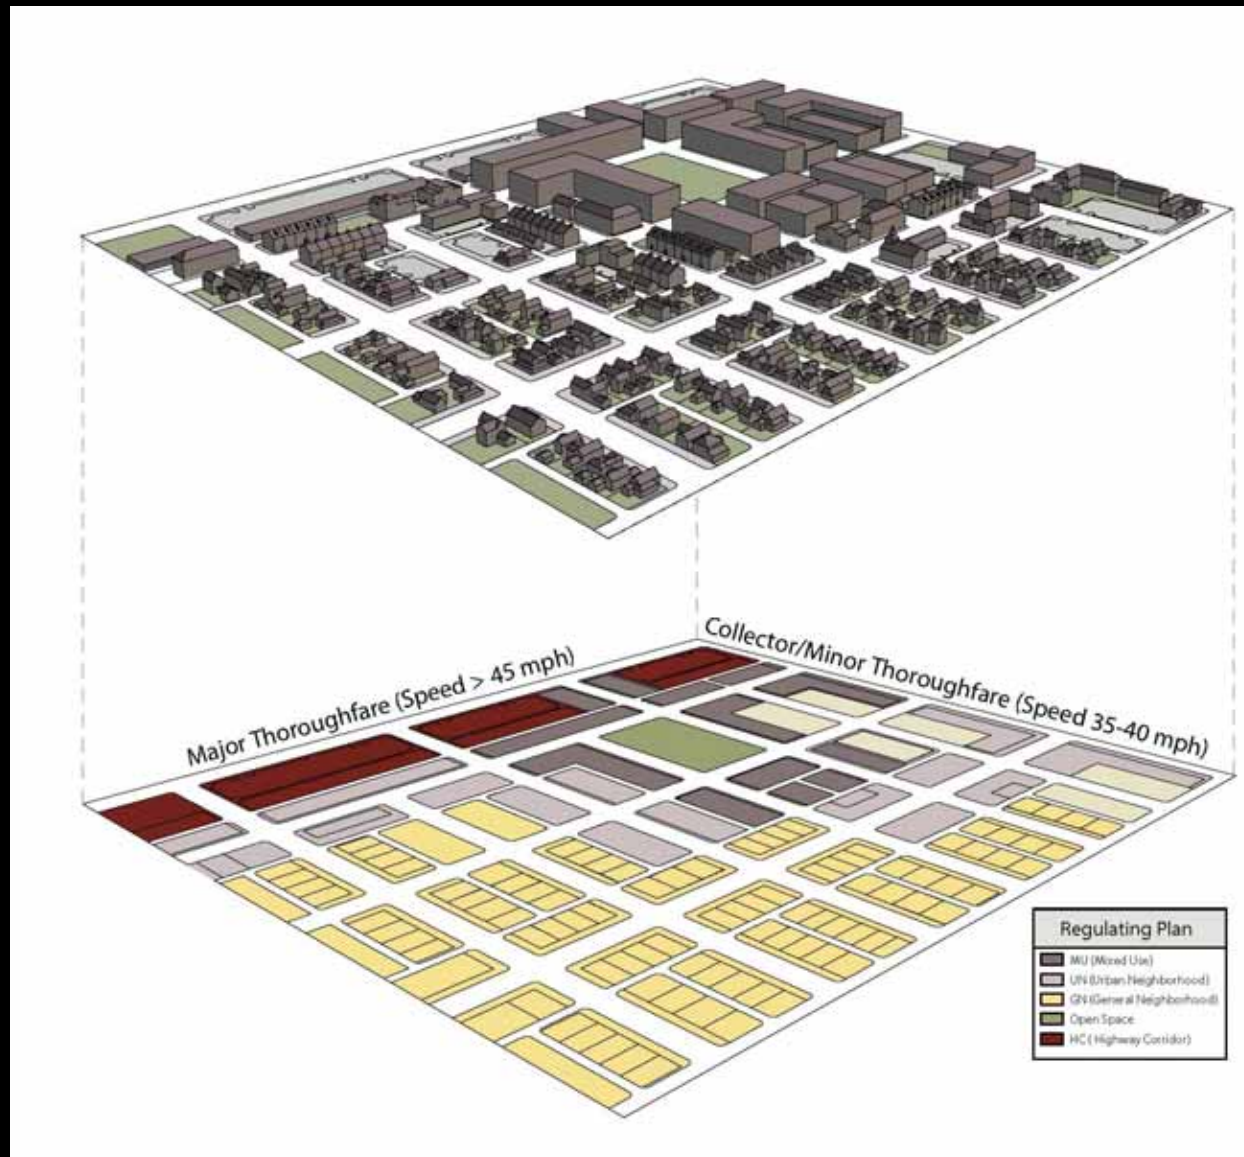 Major Thoroughfare (Speed > 45 mph)
Collector/Minor Thoroughfare (Speed 35-40 mph)
Regulating Plan
MU (Mixed Use)
UN (Urban Neighborhood)
GN (General Neighborhood)
Open Space
HC ( Highway Corridor)